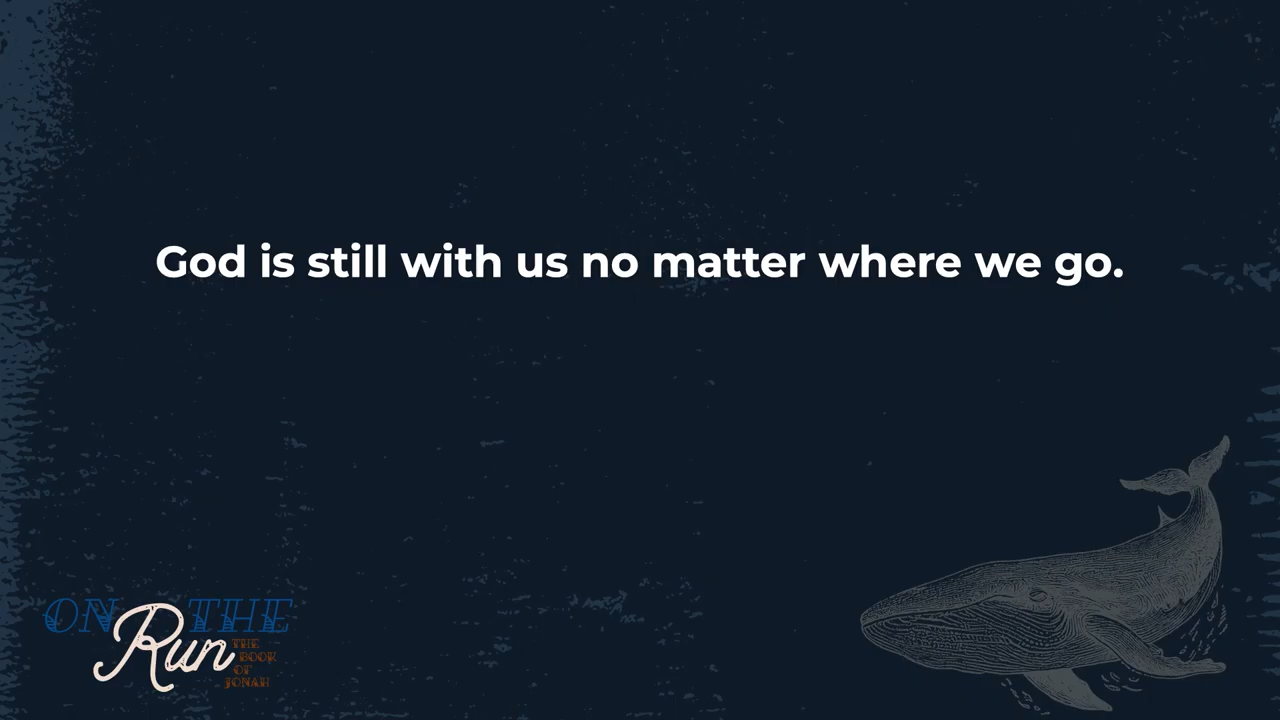 God is still with us no matter where we go.
ON THE
Run
THE
BOOK
OF
JONAH